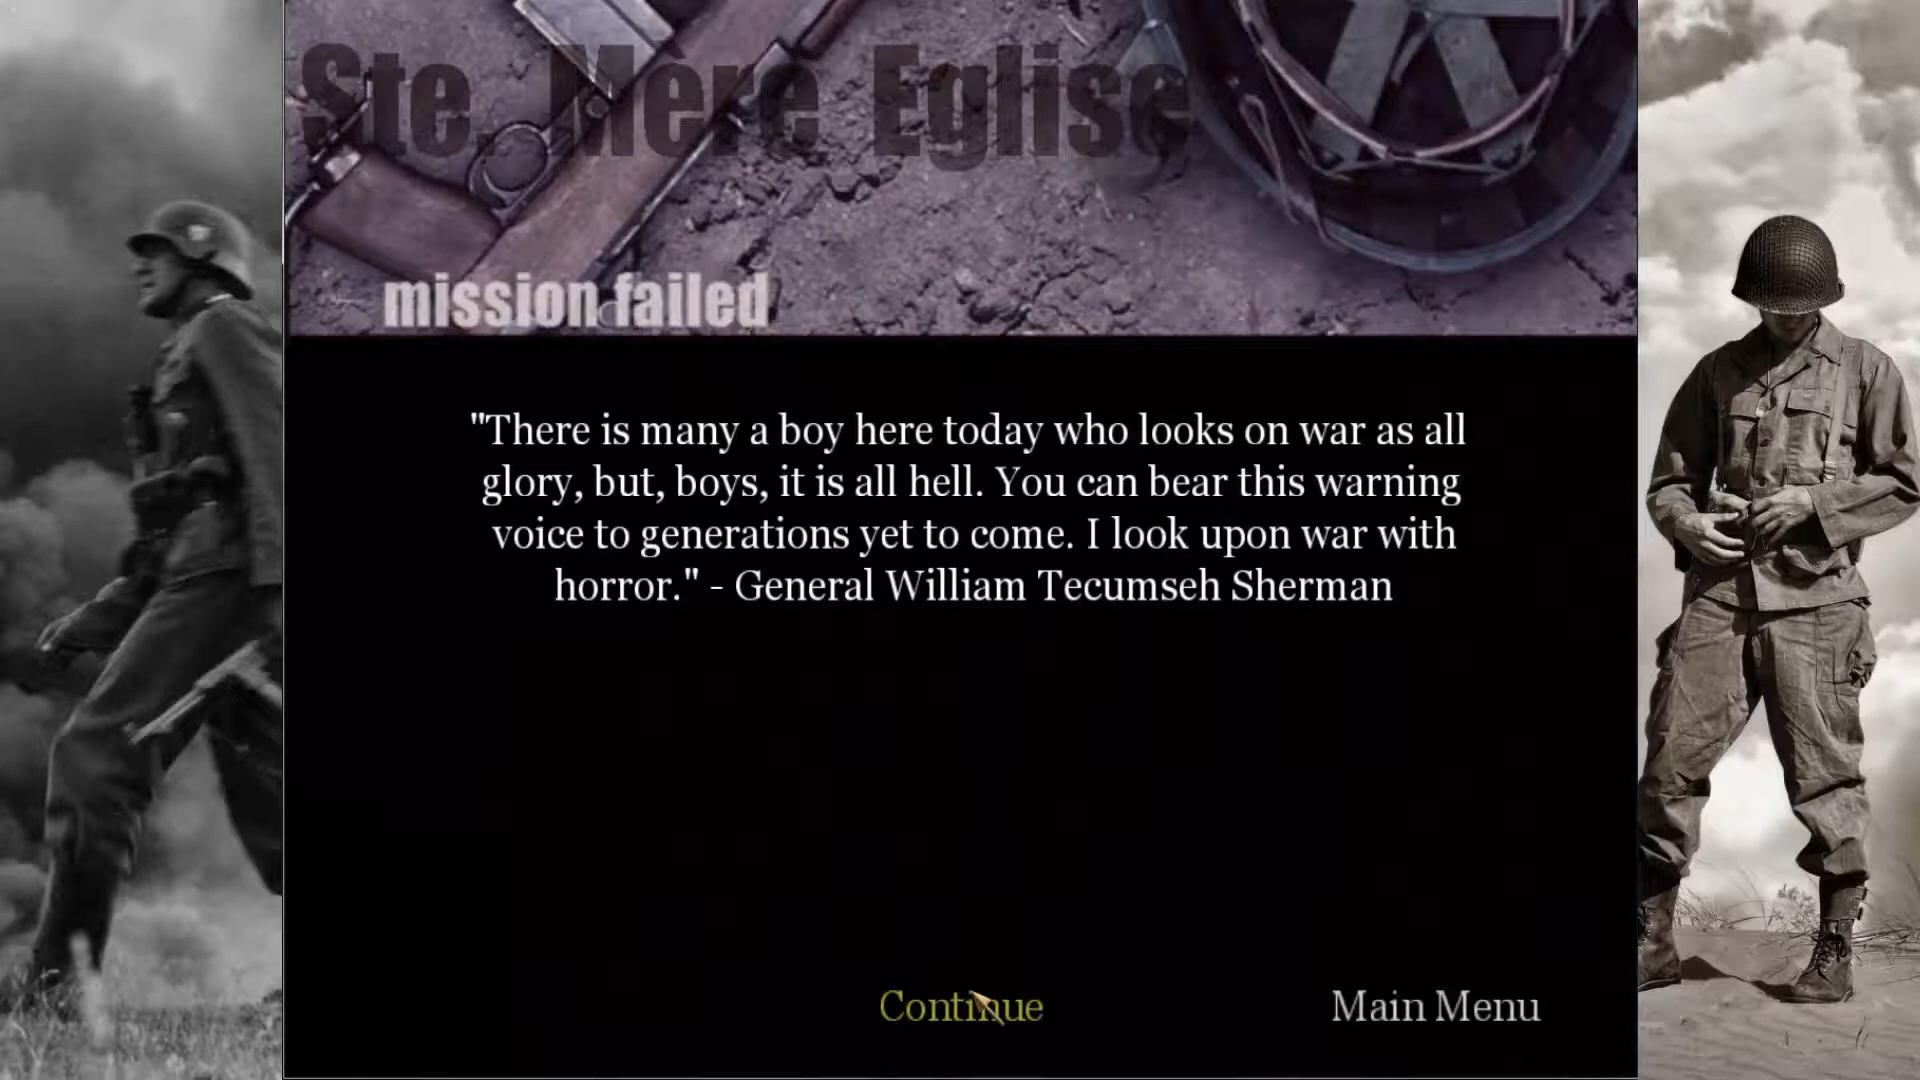 Ste. Mere Eglise
mission failed
"There is many a boy here today who looks on war as all
glory, but, boys, it is all hell. You can bear this warning
voice to generations yet to come. I look upon war with
horror." - General William Tecumseh Sherman
Continue
Main Menu